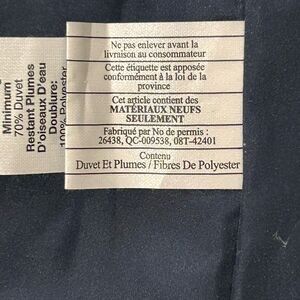 Minimum
70% Duvet
Restant Plumes
D'oiseaux D'eau
Doublure:
100% Polyester
Ne pas enlever avant la
livraison au consommateur
Cette étiquette est apposée
conformément à la loi de la
province
Cet article contient des
MATÉRIAUX NEUFS
SEULEMENT
Fabriqué par No de permis :
26438, QC-009538, 08T-42401
Contenu
Duvet Et Plumes / Fibres De Polyester